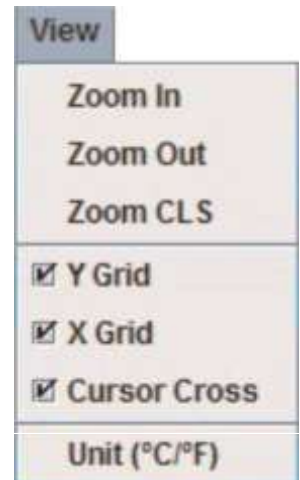 View
Zoom In
Zoom Out
Zoom CLS
Y Grid
X Grid
Cursor Cross
Unit (°C/°F)